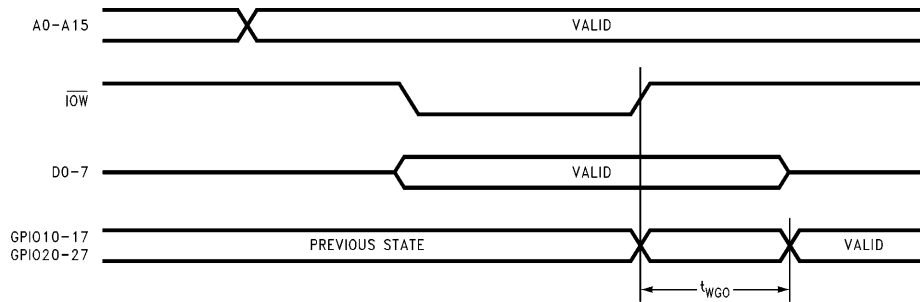 A0-A15
VALID
IOW
D0-7
VALID
GPIO10-17
GPIO20-27
PREVIOUS STATE
VALID
tWGO